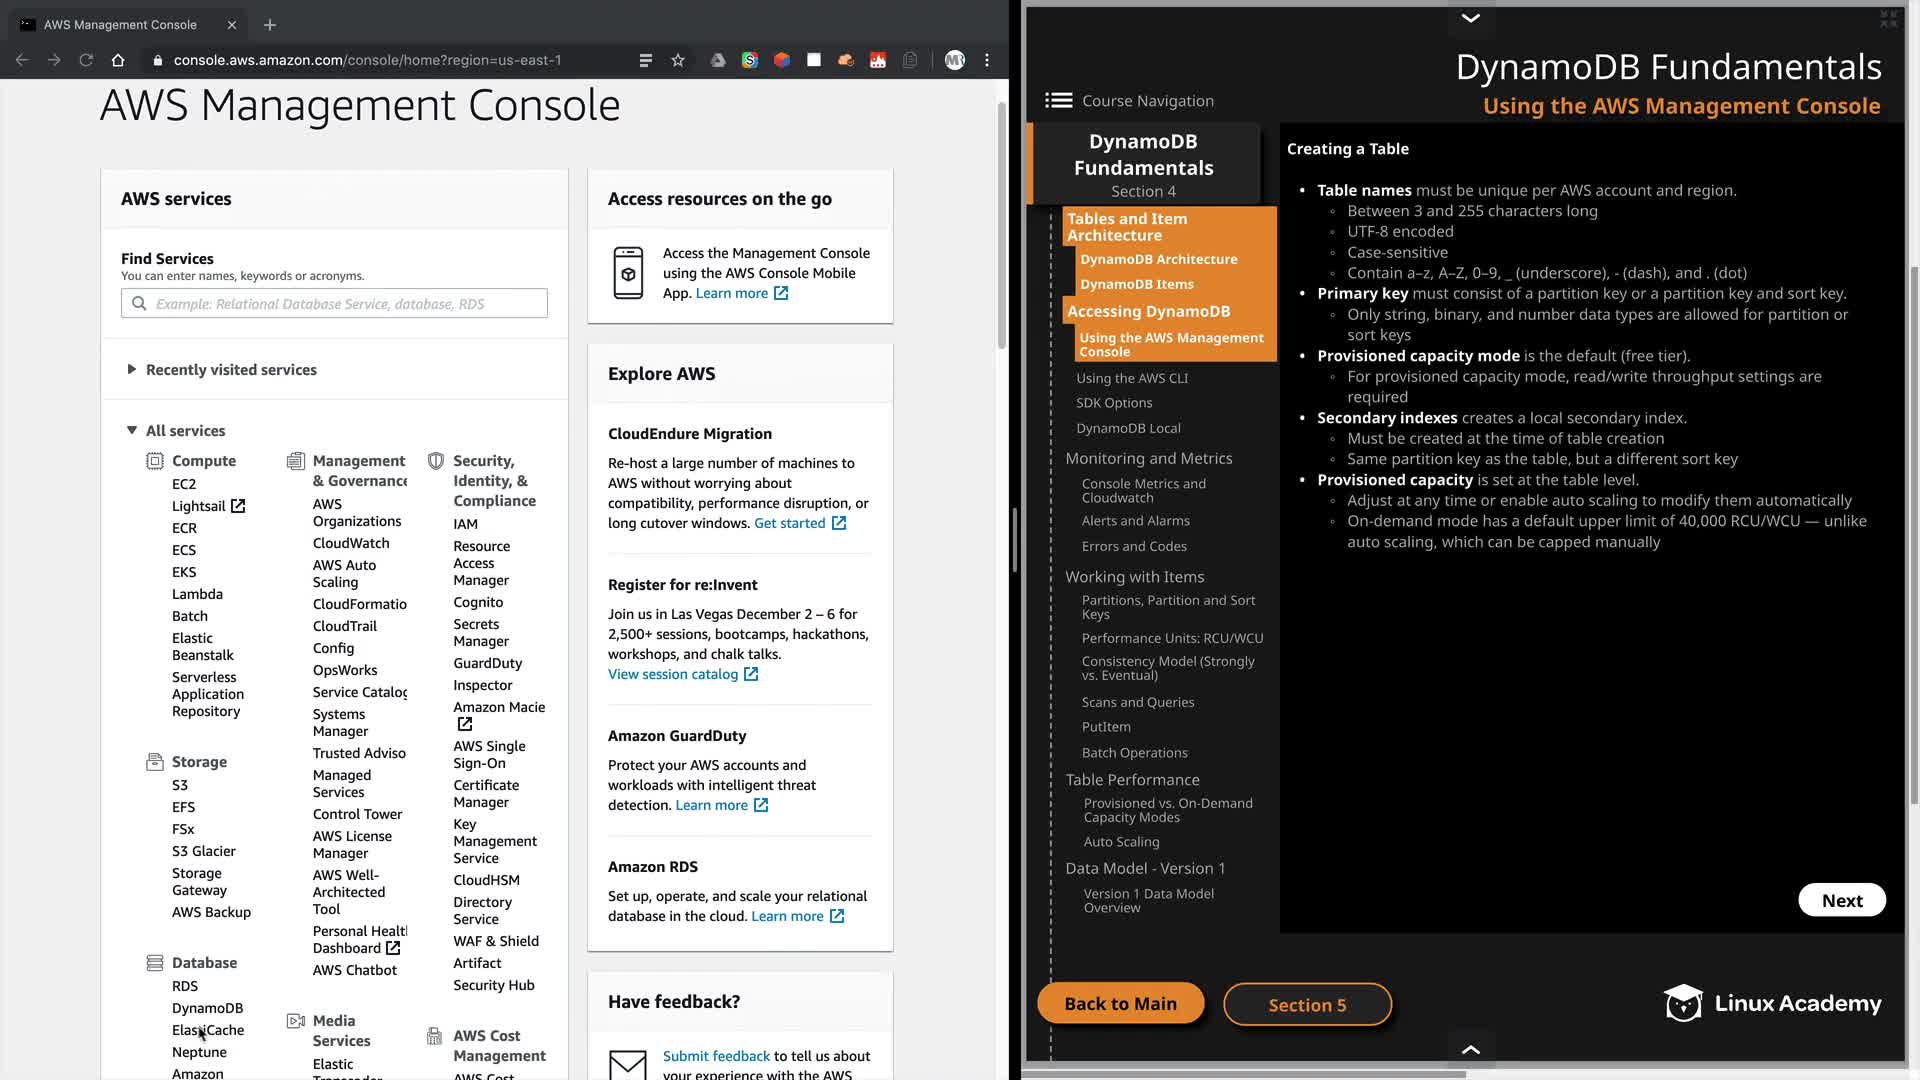 AWS Management Console
console.aws.amazon.com/console/home?region=us-east-1
MR
AWS Management Console
AWS services
Find Services
You can enter names, keywords or acronyms.
Example: Relational Database Service, database, RDS
Recently visited services
All services
Compute
EC2
Lightsail
ECR
ECS
EKS
Lambda
Batch
Elastic
Beanstalk
Serverless
Application
Repository
Storage
S3
EFS
FSx
S3 Glacier
Storage
Gateway
AWS Backup
Database
RDS
DynamoDB
ElastiCache
Neptune
Amazon
Management
& Governance
AWS
Organizations
CloudWatch
AWS Auto
Scaling
CloudFormatio
CloudTrail
Config
OpsWorks
Service Catalog
Systems
Manager
Trusted Adviso
Managed
Services
Control Tower
AWS License
Manager
AWS Well-
Architected
Tool
Personal Healt
Dashboard
AWS Chatbot
Media
Services
Elastic
Security,
Identity, &
Compliance
IAM
Resource
Access
Manager
Cognito
Secrets
Manager
GuardDuty
Inspector
Amazon Macie
AWS Single
Sign-On
Certificate
Manager
Key
Management
Service
CloudHSM
Directory
Service
WAF & Shield
Artifact
Security Hub
AWS Cost
Management
AWS Cost
Access resources on the go
Access the Management Console
using the AWS Console Mobile
App. Learn more
Explore AWS
CloudEndure Migration
Re-host a large number of machines to
AWS without worrying about
compatibility, performance disruption, or
long cutover windows. Get started
Register for re:Invent
Join us in Las Vegas December 2 – 6 for
2,500+ sessions, bootcamps, hackathons,
workshops, and chalk talks.
View session catalog
Amazon GuardDuty
Protect your AWS accounts and
workloads with intelligent threat
detection. Learn more
Amazon RDS
Set up, operate, and scale your relational
database in the cloud. Learn more
Have feedback?
Submit feedback to tell us about
your experience with the AWS
DynamoDB Fundamentals
Using the AWS Management Console
Course Navigation
DynamoDB
Fundamentals
Section 4
Tables and Item
Architecture
DynamoDB Architecture
DynamoDB Items
Accessing DynamoDB
Using the AWS Management
Console
Using the AWS CLI
SDK Options
DynamoDB Local
Monitoring and Metrics
Console Metrics and
Cloudwatch
Alerts and Alarms
Errors and Codes
Working with Items
Partitions, Partition and Sort
Keys
Performance Units: RCU/WCU
Consistency Model (Strongly
vs. Eventual)
Scans and Queries
PutItem
Batch Operations
Table Performance
Provisioned vs. On-Demand
Capacity Modes
Auto Scaling
Data Model - Version 1
Version 1 Data Model
Overview
Creating a Table
• Table names must be unique per AWS account and region.
◦ Between 3 and 255 characters long
◦ UTF-8 encoded
◦ Case-sensitive
◦ Contain a–z, A–Z, 0–9, _ (underscore), - (dash), and . (dot)
• Primary key must consist of a partition key or a partition key and sort key.
◦ Only string, binary, and number data types are allowed for partition or
sort keys
• Provisioned capacity mode is the default (free tier).
◦ For provisioned capacity mode, read/write throughput settings are
required
• Secondary indexes creates a local secondary index.
◦ Must be created at the time of table creation
◦ Same partition key as the table, but a different sort key
• Provisioned capacity is set at the table level.
◦ Adjust at any time or enable auto scaling to modify them automatically
◦ On-demand mode has a default upper limit of 40,000 RCU/WCU — unlike
auto scaling, which can be capped manually
Next
Back to Main
Section 5
Linux Academy